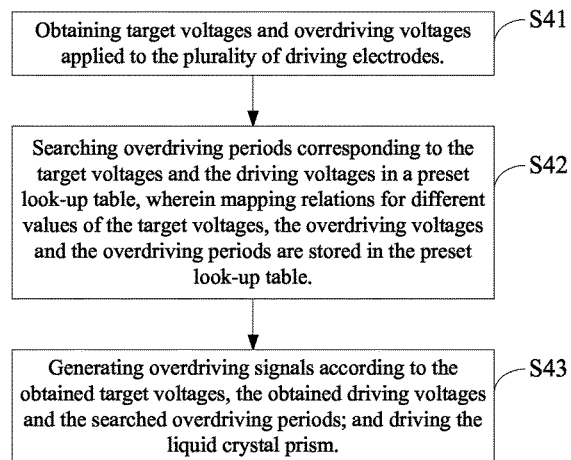 Obtaining target voltages and overdriving voltages
applied to the plurality of driving electrodes.
S41
Searching overdriving periods corresponding to the
target voltages and the driving voltages in a preset
look-up table, wherein mapping relations for different
values of the target voltages, the overdriving voltages
and the overdriving periods are stored in the preset
look-up table.
S42
Generating overdriving signals according to the
obtained target voltages, the obtained driving voltages
and the searched overdriving periods; and driving the
liquid crystal prism.
S43